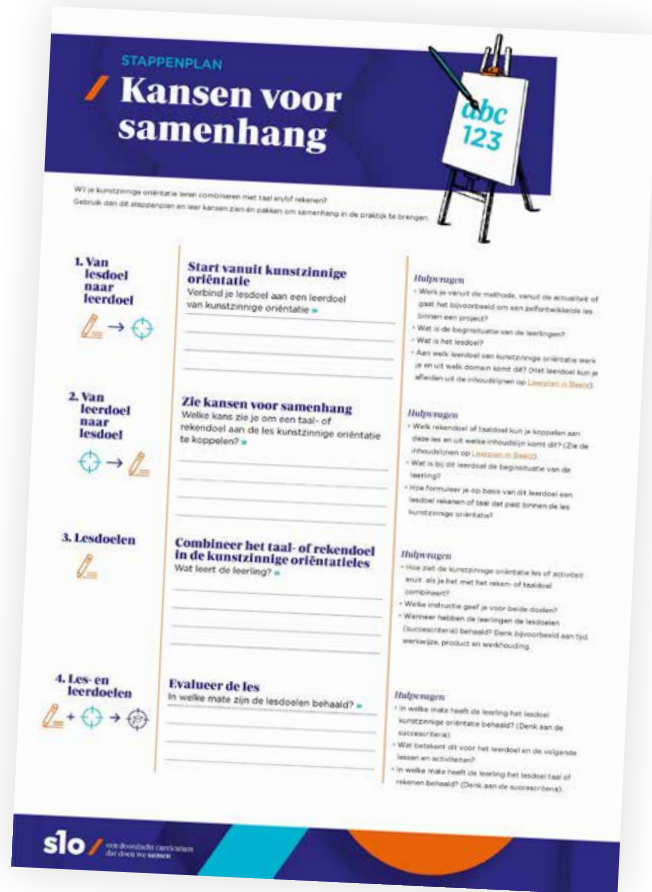 STAPPENPLAN
Kansen voor
samenhang
abc
123
Wil je kunstzinnige oriëntatie leren combineren met taal en/of rekenen?
Gebruik dan dit stappenplan en leer kansen zien én pakken om samenhang in de praktijk te brengen.
1. Van
lesdoel
naar
leerdoel
Start vanuit kunstzinnige
oriëntatie
Verbind je lesdoel aan een leerdoel
van kunstzinnige oriëntatie »
Hulpvragen
• Werk je vanuit de methode, vanuit de actualiteit of
gaat het bijvoorbeeld om een zelfontwikkelde les
binnen een project?
• Wat is de beginsituatie van de leerlingen?
• Wat is het lesdoel?
• Aan welk leerdoel van kunstzinnige oriëntatie werk
je en uit welk domein komt dit? (Het leerdoel kun je
afleiden uit de inhoudslijnen op Leerplan in Beeld).
2. Van
leerdoel
naar
lesdoel
Zie kansen voor samenhang
Welke kans zie je om een taal- of
rekendoel aan de les kunstzinnige oriëntatie
te koppelen? »
Hulpvragen
• Welk rekendoel of taaldoel kun je koppelen aan
deze les en uit welke inhoudslijn komt dit? (Zie de
inhoudslijnen op Leerplan in Beeld).
• Wat is bij dit leerdoel de beginsituatie van de
leerling?
• Hoe formuleer je op basis van dit leerdoel een
lesdoel rekenen of taal dat past binnen de les
kunstzinnige oriëntatie?
3. Lesdoelen
Combineer het taal- of rekendoel
in de kunstzinnige oriëntatieles
Wat leert de leerling? »
Hulpvragen
• Hoe ziet de kunstzinnige oriëntatie les of activiteit
eruit als je het met het reken- of taaldoel
combineert?
• Welke instructie geef je voor beide doelen?
• Wanneer hebben de leerlingen de lesdoelen
(succescriteria) behaald? Denk bijvoorbeeld aan tijd,
werkwijze, product en werkhouding.
4. Les- en
leerdoelen
Evalueer de les
In welke mate zijn de lesdoelen behaald? »
Hulpvragen
• In welke mate heeft de leerling het lesdoel
kunstzinnige oriëntatie behaald? (Denk aan de
succescriteria).
• Wat betekent dit voor het leerdoel en de volgende
lessen en activiteiten?
• In welke mate heeft de leerling het lesdoel taal of
rekenen behaald? (Denk aan de succescriteria).
slo
een doordacht curriculum
dat doen we samen